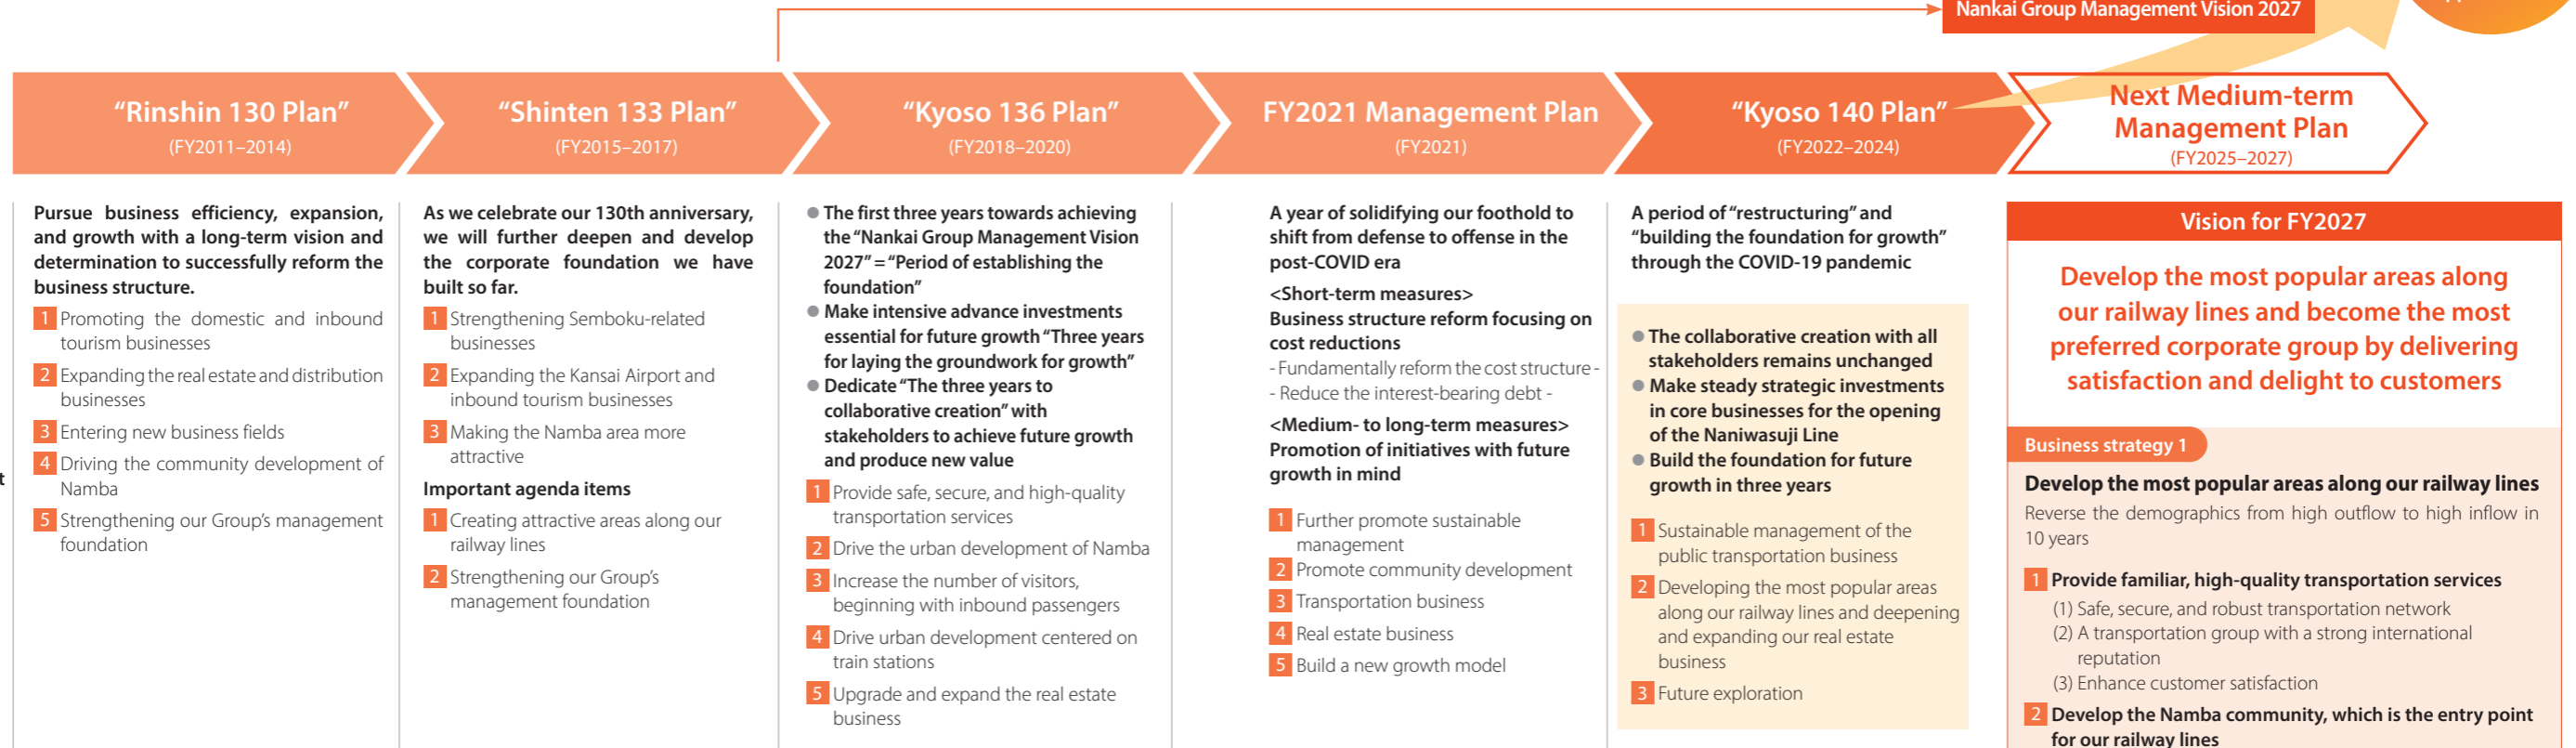 Nankai Group Management Vision 2027
“Rinshin 130 Plan”
(FY2011–2014)
“Shinten 133 Plan”
(FY2015–2017)
“Kyoso 136 Plan”
(FY2018–2020)
FY2021 Management Plan
(FY2021)
“Kyoso 140 Plan”
(FY2022–2024)
Next Medium-term
Management Plan
(FY2025–2027)
Pursue business efficiency, expansion,
and growth with a long-term vision and
determination to successfully reform the
business structure.
1 Promoting the domestic and inbound
tourism businesses
2 Expanding the real estate and distribution
businesses
3 Entering new business fields
4 Driving the community development of
Namba
5 Strengthening our Group’s management
foundation
As we celebrate our 130th anniversary,
we will further deepen and develop
the corporate foundation we have
built so far.
1 Strengthening Semboku-related
businesses
2 Expanding the Kansai Airport and
inbound tourism businesses
3 Making the Namba area more
attractive
Important agenda items
1 Creating attractive areas along our
railway lines
2 Strengthening our Group’s
management foundation
● The first three years towards achieving
the “Nankai Group Management Vision
2027” = “Period of establishing the
foundation”
● Make intensive advance investments
essential for future growth “Three years
for laying the groundwork for growth”
● Dedicate “The three years to
collaborative creation” with
stakeholders to achieve future growth
and produce new value
1 Provide safe, secure, and high-quality
transportation services
2 Drive the urban development of Namba
3 Increase the number of visitors,
beginning with inbound passengers
4 Drive urban development centered on
train stations
5 Upgrade and expand the real estate
business
A year of solidifying our foothold to
shift from defense to offense in the
post-COVID era
<Short-term measures>
Business structure reform focusing on
cost reductions
- Fundamentally reform the cost structure -
- Reduce the interest-bearing debt -
<Medium- to long-term measures>
Promotion of initiatives with future
growth in mind
1 Further promote sustainable
management
2 Promote community development
3 Transportation business
4 Real estate business
5 Build a new growth model
A period of “restructuring” and
“building the foundation for growth”
through the COVID-19 pandemic
● The collaborative creation with all
stakeholders remains unchanged
● Make steady strategic investments
in core businesses for the opening
of the Naniwasuji Line
● Build the foundation for future
growth in three years
1 Sustainable management of the
public transportation business
2 Developing the most popular areas
along our railway lines and deepening
and expanding our real estate
business
3 Future exploration
Vision for FY2027
Develop the most popular areas along
our railway lines and become the most
preferred corporate group by delivering
satisfaction and delight to customers
Business strategy 1
Develop the most popular areas along our railway lines
Reverse the demographics from high outflow to high inflow in
10 years
1 Provide familiar, high-quality transportation services
(1) Safe, secure, and robust transportation network
(2) A transportation group with a strong international
reputation
(3) Enhance customer satisfaction
2 Develop the Namba community, which is the entry point
for our railway lines